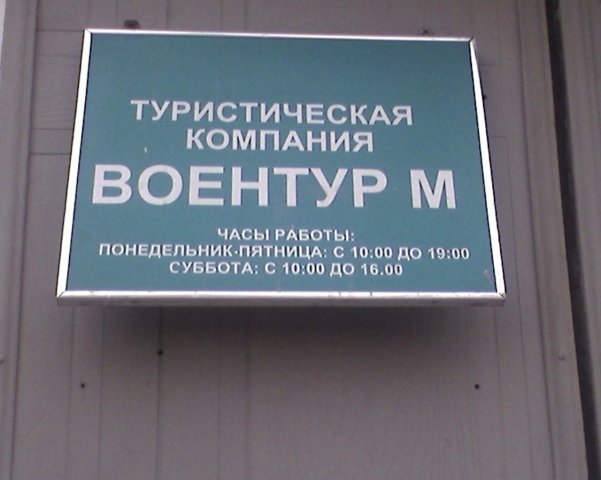 ТУРИСТИЧЕСКАЯ
КОМПАНИЯ
ВОЕНТУР М
ЧАСЫ РАБОТЫ:
ПОНЕДЕЛЬНИК-ПЯТНИЦА: С 10:00 ДО 19:00
СУББОТА: С 10:00 ДО 16.00